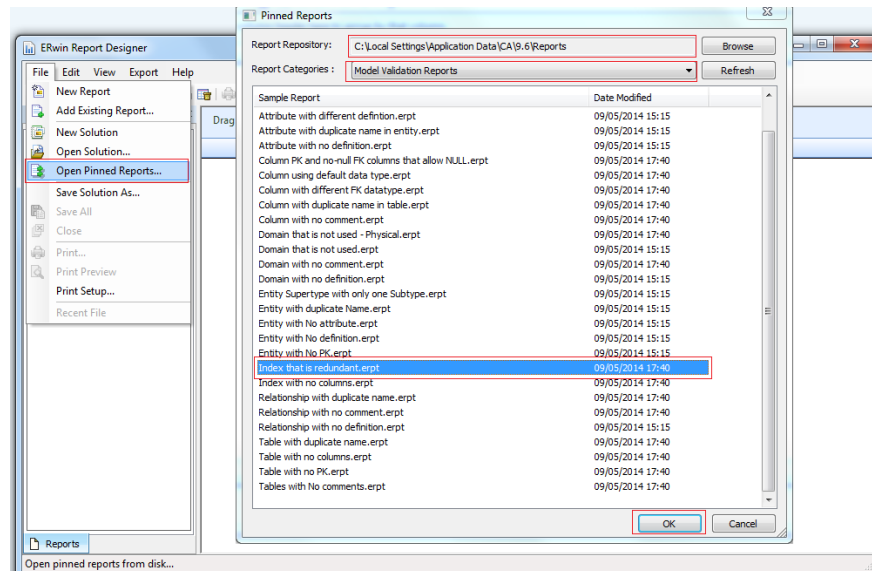 Pinned Reports
Report Repository: C:\Local Settings\Application Data\CA\9.6\Reports Browse
Report Categories : Model Validation Reports Refresh
Sample Report Date Modified
Attribute with different defintion.erpt 09/05/2014 15:15
Attribute with duplicate name in entity.erpt 09/05/2014 15:15
Attribute with no definition.erpt 09/05/2014 15:15
Column PK and no-null FK columns that allow NULL.erpt 09/05/2014 17:40
Column using default data type.erpt 09/05/2014 17:40
Column with different FK datatype.erpt 09/05/2014 17:40
Column with duplicate name in table.erpt 09/05/2014 17:40
Column with no comment.erpt 09/05/2014 17:40
Domain that is not used - Physical.erpt 09/05/2014 17:40
Domain that is not used.erpt 09/05/2014 15:15
Domain with no comment.erpt 09/05/2014 17:40
Domain with no definition.erpt 09/05/2014 15:15
Entity Supertype with only one Subtype.erpt 09/05/2014 15:15
Entity with duplicate Name.erpt 09/05/2014 15:15
Entity with No attribute.erpt 09/05/2014 15:15
Entity with No definition.erpt 09/05/2014 15:15
Entity with No PK.erpt 09/05/2014 15:15
Index that is redundant.erpt 09/05/2014 17:40
Index with no columns.erpt 09/05/2014 17:40
Relationship with duplicate name.erpt 09/05/2014 17:40
Relationship with no comment.erpt 09/05/2014 17:40
Relationship with no definition.erpt 09/05/2014 15:15
Table with duplicate name.erpt 09/05/2014 17:40
Table with no columns.erpt 09/05/2014 17:40
Table with no PK.erpt 09/05/2014 17:40
Tables with No comments.erpt 09/05/2014 17:40
OK Cancel
ERwin Report Designer
File Edit View Export Help
New Report
Add Existing Report...
New Solution
Open Solution...
Open Pinned Reports...
Save Solution As...
Save All
Close
Print...
Print Preview
Print Setup...
Recent File
Drag
Reports
Open pinned reports from disk...